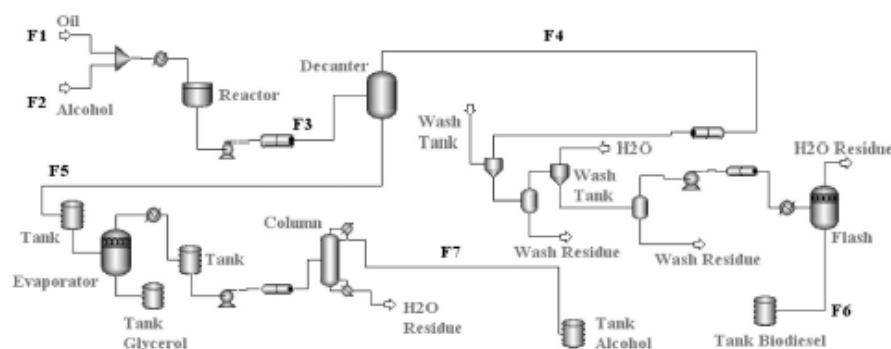 F1
Oil
F2
Alcohol
Reactor
F3
Decanter
F4
Wash
Tank
H2O
Wash
Tank
H2O Residue
Wash Residue
Wash Residue
Flash
F5
Tank
Evaporator
Tank
Glycerol
Tank
Column
H2O
Residue
F7
Tank
Alcohol
F6
Tank Biodiesel